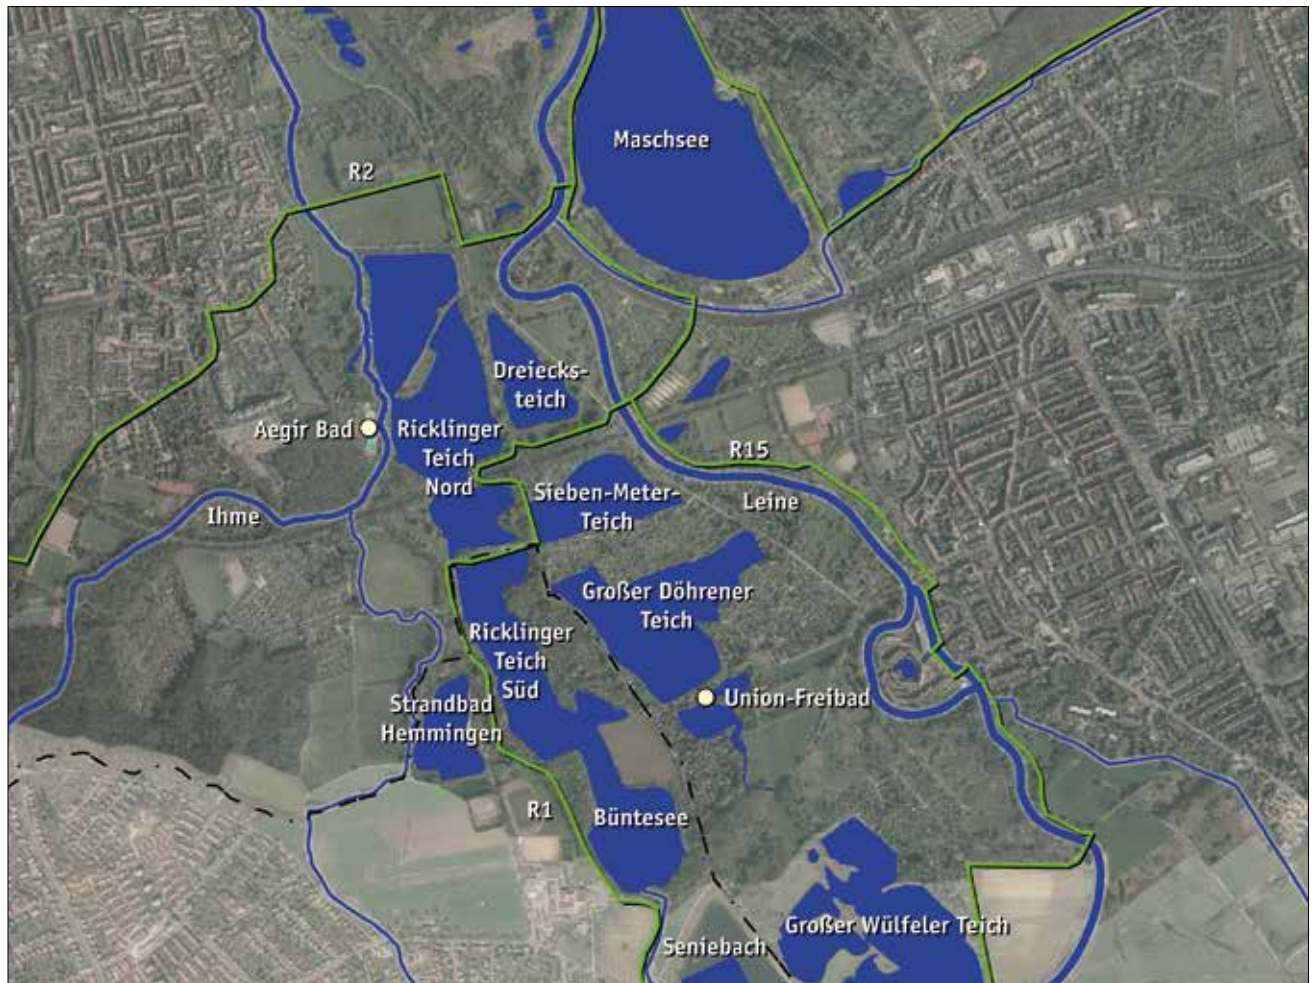 Maschsee
R2
Dreiecks-
teich
Aegir Bad
Ricklinger
Teich
Nord
R15
Ihme
Sieben-Meter-
Teich
Leine
Großer Döhrener
Teich
Ricklinger
Teich
Süd
Strandbad
Hemmingen
Union-Freibad
R1
Büntesee
Großer Wülfeler Teich
Seniebach